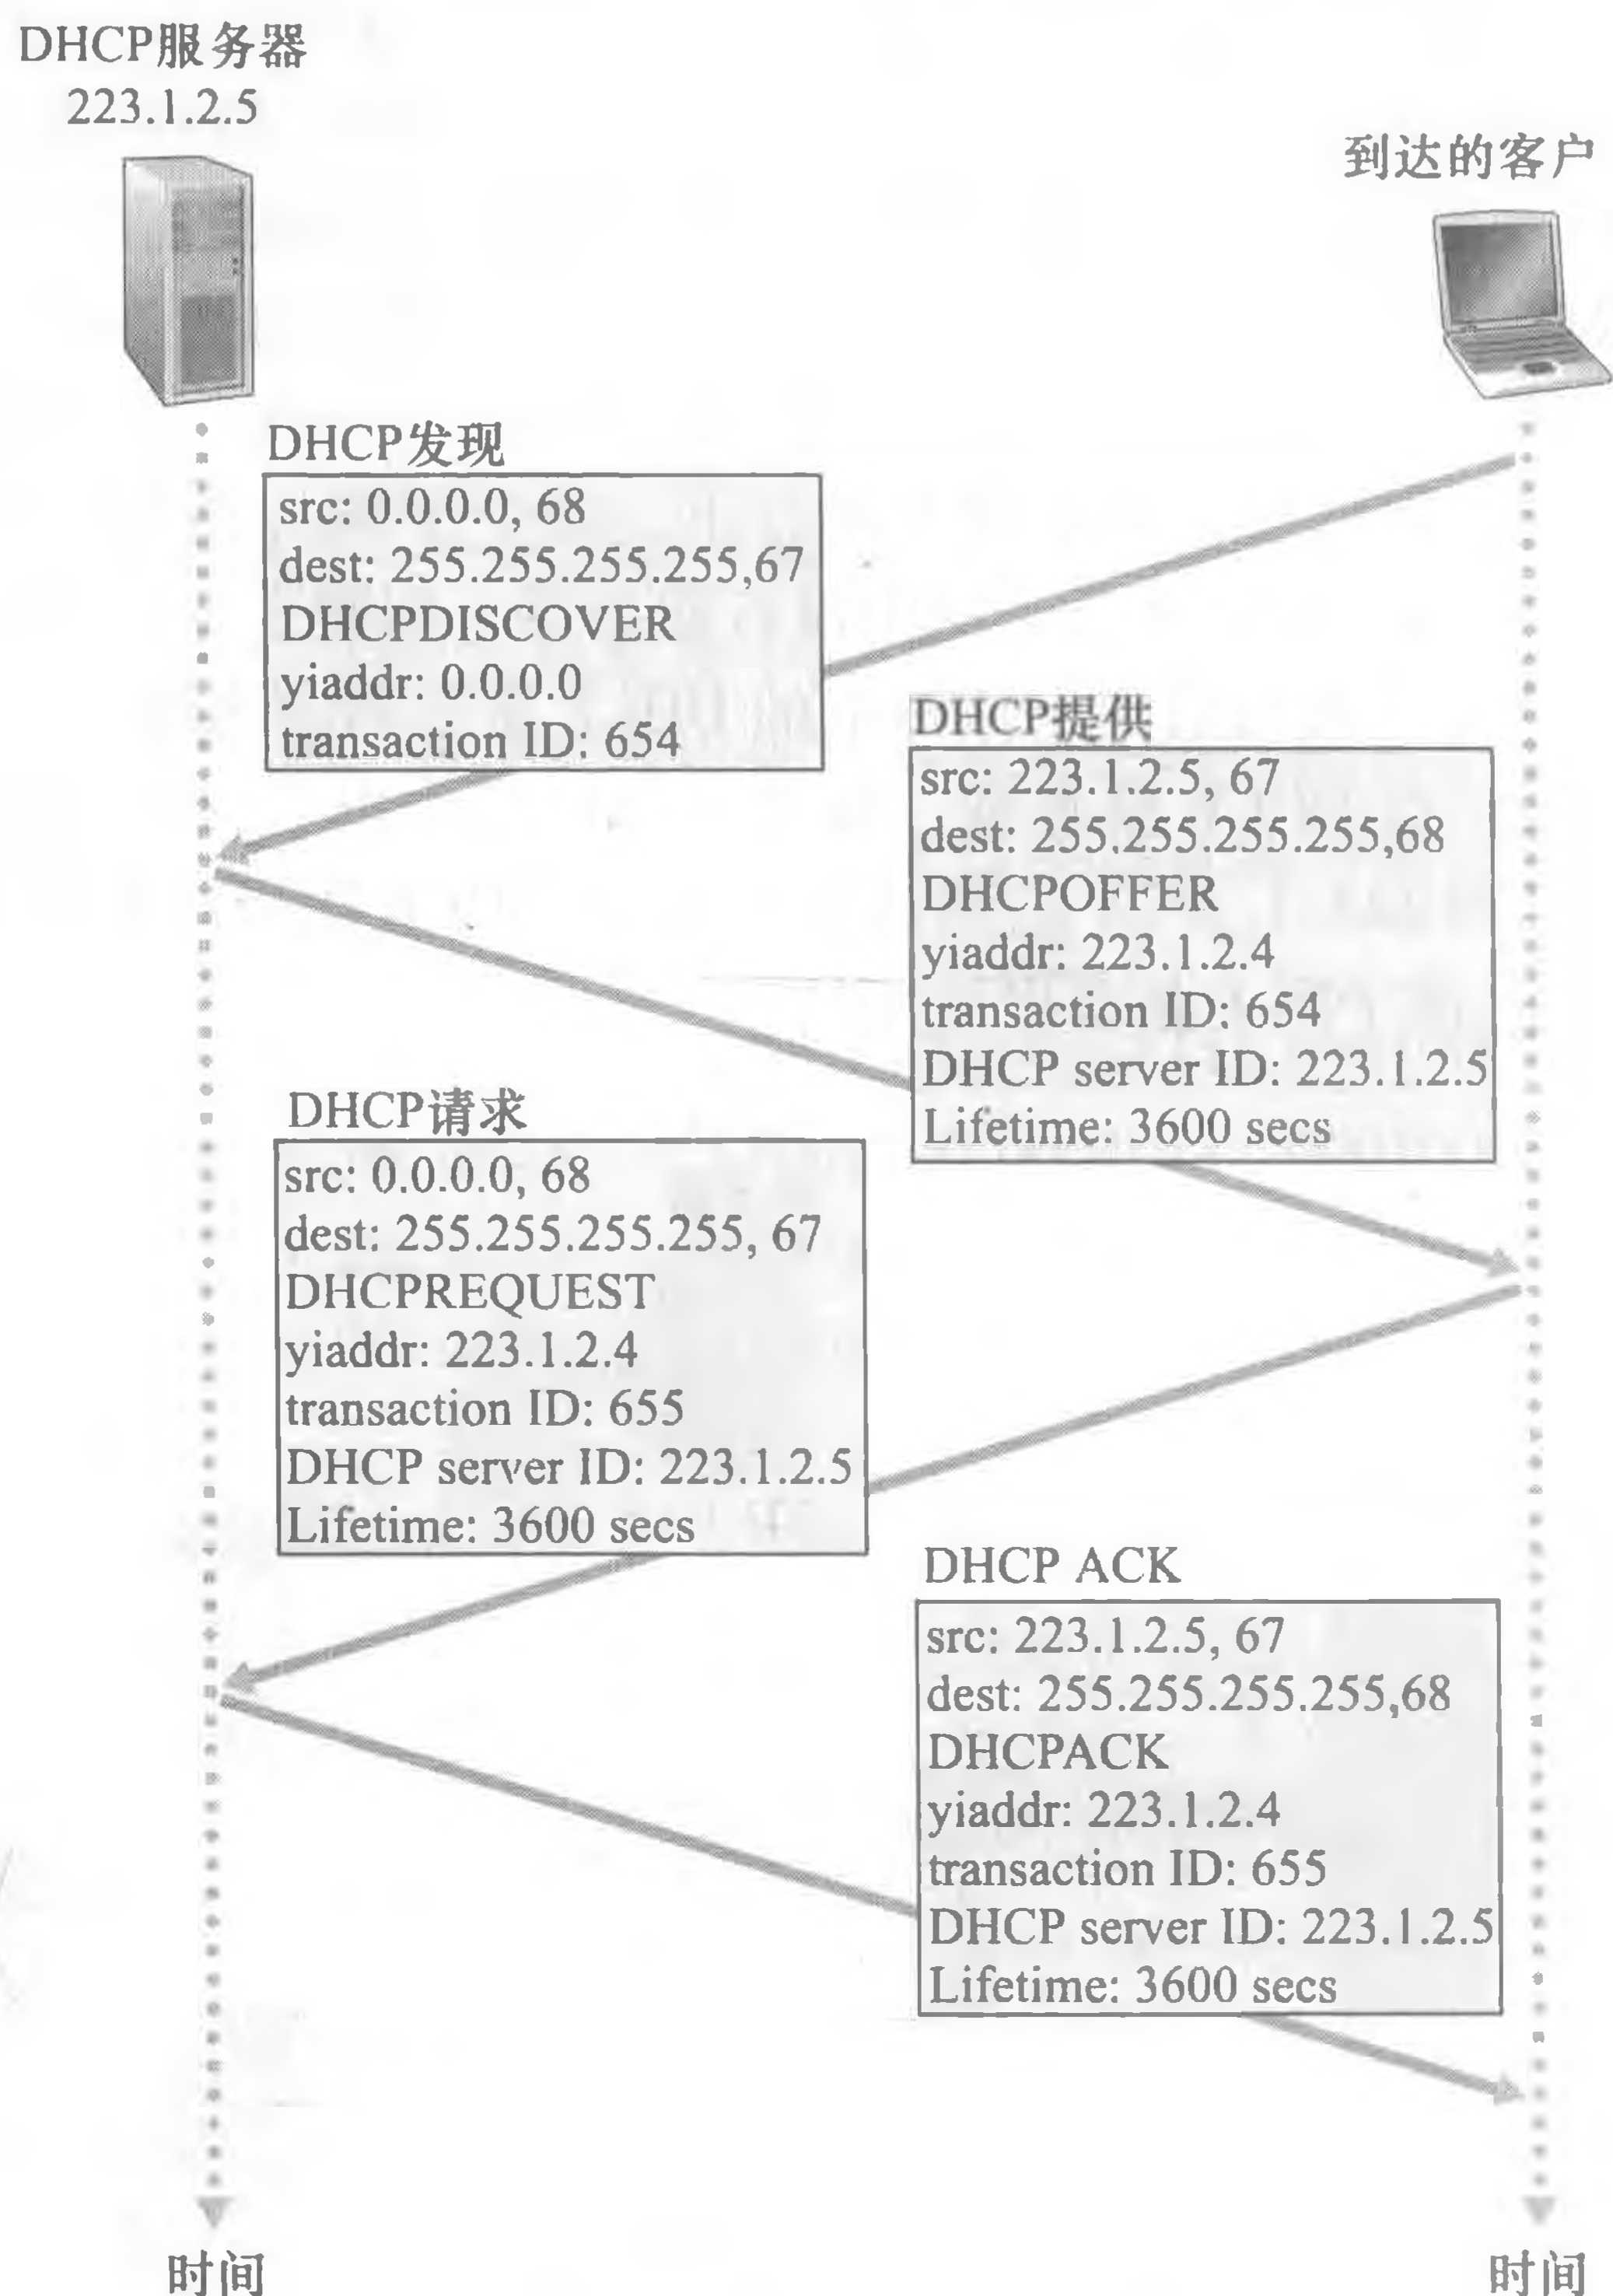 DHCP服务器
223.1.2.5
到达的客户
DHCP发现
src: 0.0.0.0, 68
dest: 255.255.255.255,67
DHCPDISCOVER
yiaddr: 0.0.0.0
transaction ID: 654
DHCP提供
src: 223.1.2.5, 67
dest: 255.255.255.255,68
DHCPOFFER
yiaddr: 223.1.2.4
transaction ID: 654
DHCP server ID: 223.1.2.5
Lifetime: 3600 secs
DHCP请求
src: 0.0.0.0, 68
dest: 255.255.255.255, 67
DHCPREQUEST
yiaddr: 223.1.2.4
transaction ID: 655
DHCP server ID: 223.1.2.5
Lifetime: 3600 secs
DHCP ACK
src: 223.1.2.5, 67
dest: 255.255.255.255,68
DHCPACK
yiaddr: 223.1.2.4
transaction ID: 655
DHCP server ID: 223.1.2.5
Lifetime: 3600 secs
时间
时间